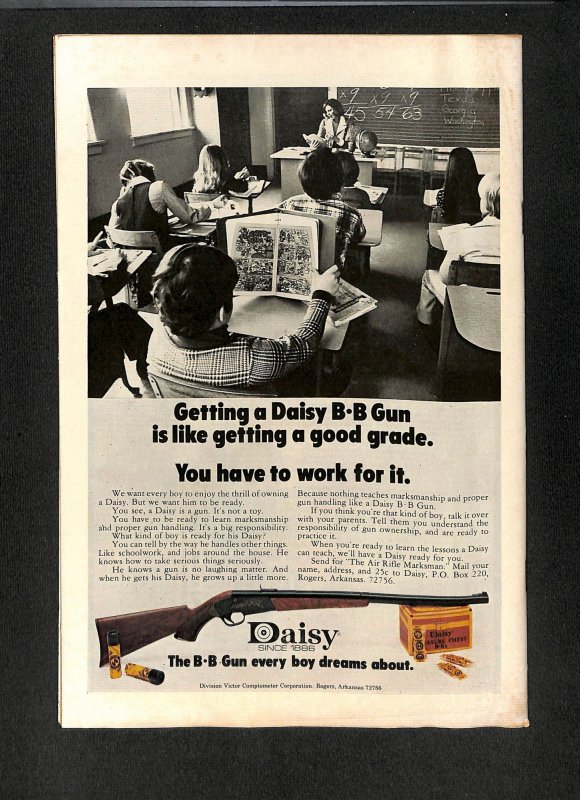 x9 x9 x9
45 54 63
Texas
Georgia
Washington
Getting a Daisy B•B Gun
is like getting a good grade.
You have to work for it.
We want every boy to enjoy the thrill of owning
a Daisy. But we want him to be ready.
You see, a Daisy is a gun. It's not a toy.
You have to be ready to learn marksmanship
and proper gun handling. It's a big responsibility.
What kind of boy is ready for his Daisy?
You can tell by the way he handles other things.
Like schoolwork, and jobs around the house. He
knows how to take serious things seriously.
He knows a gun is no laughing matter. And
when he gets his Daisy, he grows up a little more.
Because nothing teaches marksmanship and proper
gun handling like a Daisy B·B Gun.
If you think you're that kind of boy, talk it over
with your parents. Tell them you understand the
responsibility of gun ownership, and are ready to
practice it.
When you're ready to learn the lessons a Daisy
can teach, we'll have a Daisy ready for you.
Send for "The Air Rifle Marksman." Mail your
name, address, and 25c to Daisy, P.O. Box 220,
Rogers, Arkansas. 72756.
Daisy
SINCE 1886
Daisy
The B•B Gun every boy dreams about.
Division Victor Comptometer Corporation. Rogers, Arkansas 72756